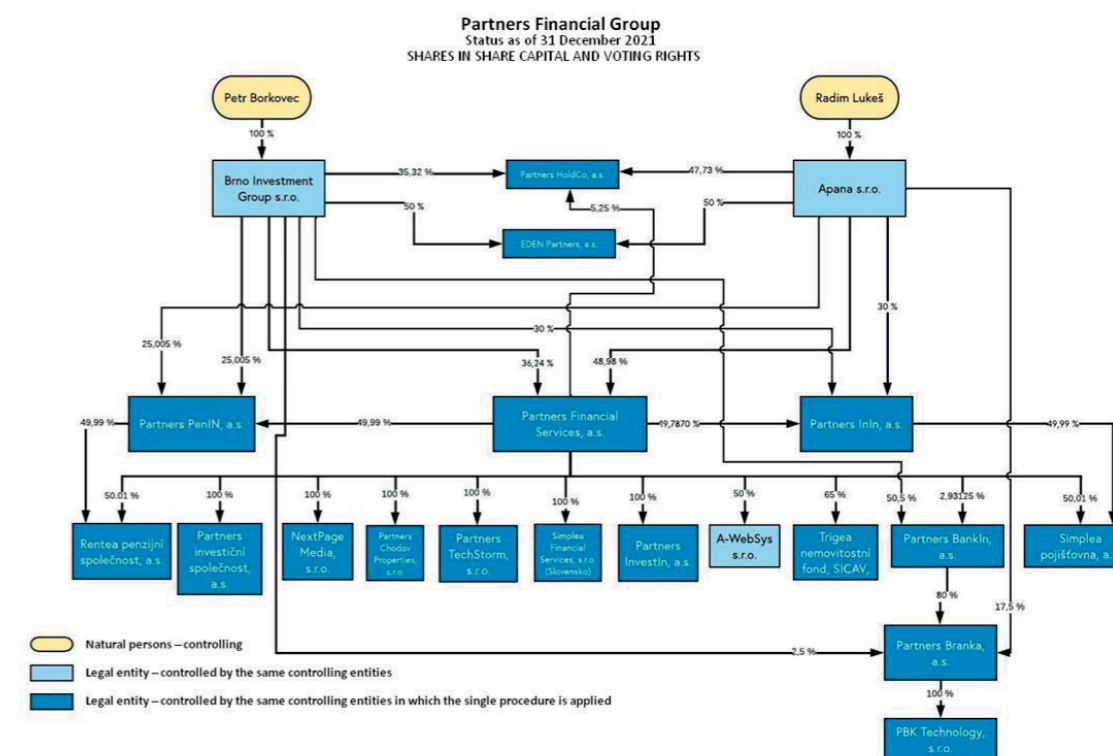 Partners Financial Group
Status as of 31 December 2021
SHARES IN SHARE CAPITAL AND VOTING RIGHTS
Petr Borkovec
Radim Lukeš
100 %
100 %
Brno Investment
Group s.r.o.
35,32 %
Partners HoldCo, a.s.
47,73 %
Apana s.r.o.
50 %
5,25 %
50 %
EDEN Partners, a.s.
30 %
30 %
25,005 %
25,005 %
36,24 %
48,98 %
Partners PenIN, a.s.
Partners Financial
Services, a.s.
Partners InIn, a.s.
49,99 %
49,99 %
49,7870 %
49,99 %
50.01 %
100 %
100 %
100 %
100 %
100 %
100 %
50 %
65 %
50,5 %
2,93125 %
50,01 %
Rentea penzijní
společnost, a.s.
Partners
investiční
společnost,
a.s.
NextPage
Media,
s.r.o.
Partners
Chodov
Properties,
s.r.o.
Partners
TechStorm,
s.r.o.
Simplea
Financial
Services, s.r.o.
(Slovensko)
Partners
InvestIn, a.s.
A-WebSys
s.r.o.
Trigea
nemovitostní
fond, SICAV,
Partners BankIn,
a.s.
Simplea
pojišťovna, a.s.
80 %
17,5 %
Natural persons – controlling
2,5 %
Partners Branka,
a.s.
Legal entity – controlled by the same controlling entities
100 %
Legal entity – controlled by the same controlling entities in which the single procedure is applied
PBK Technology,
s.r.o.